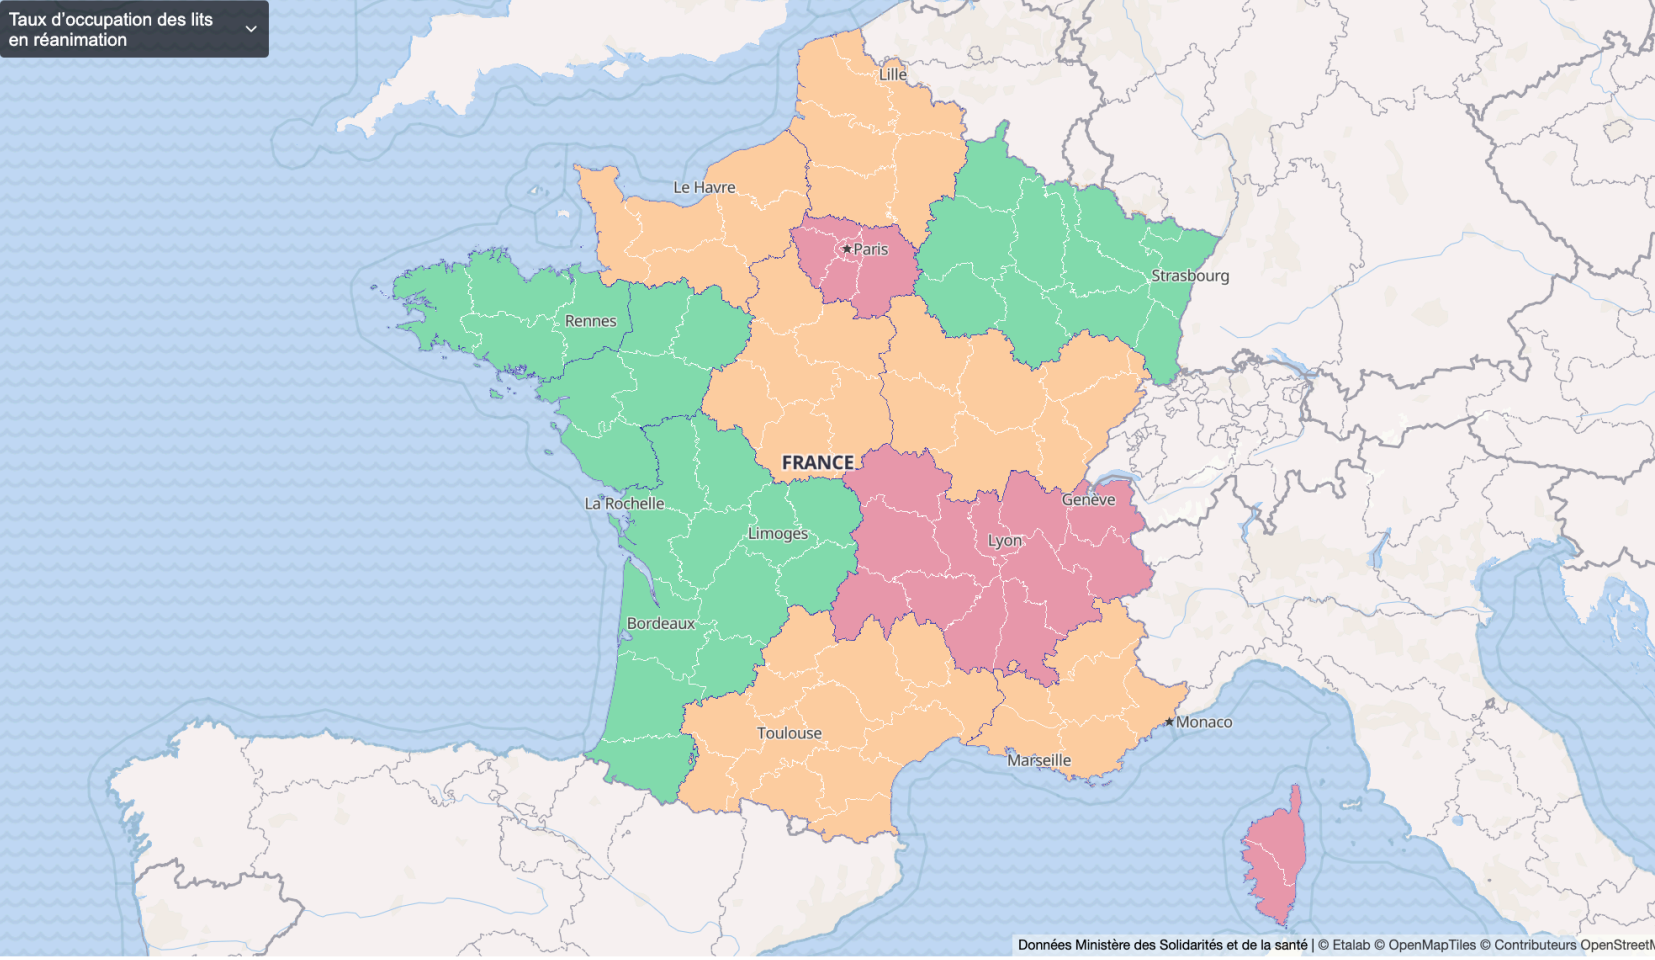 Taux d’occupation des lits
en réanimation
Lille
Le Havre
Paris
Strasbourg
Rennes
FRANCE
Genève
La Rochelle
Limoges
Lyon
Bordeaux
Monaco
Toulouse
Marseille
Données Ministère des Solidarités et de la santé | © Etalab © OpenMapTiles © Contributeurs OpenStreetM